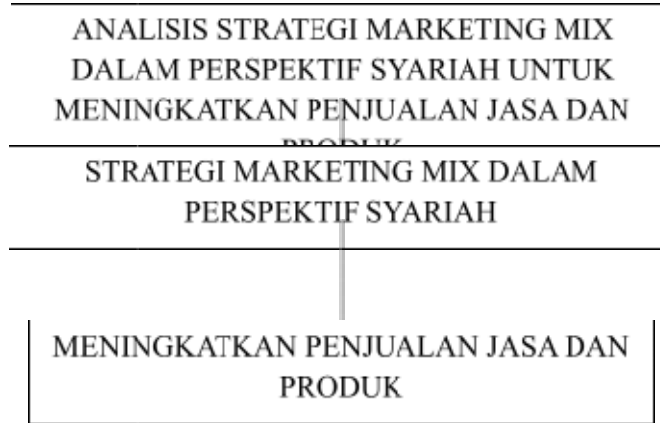 ANALISIS STRATEGI MARKETING MIX
DALAM PERSPEKTIF SYARIAH UNTUK
MENINGKATKAN PENJUALAN JASA DAN
PRODUK
STRATEGI MARKETING MIX DALAM
PERSPEKTIF SYARIAH
MENINGKATKAN PENJUALAN JASA DAN
PRODUK